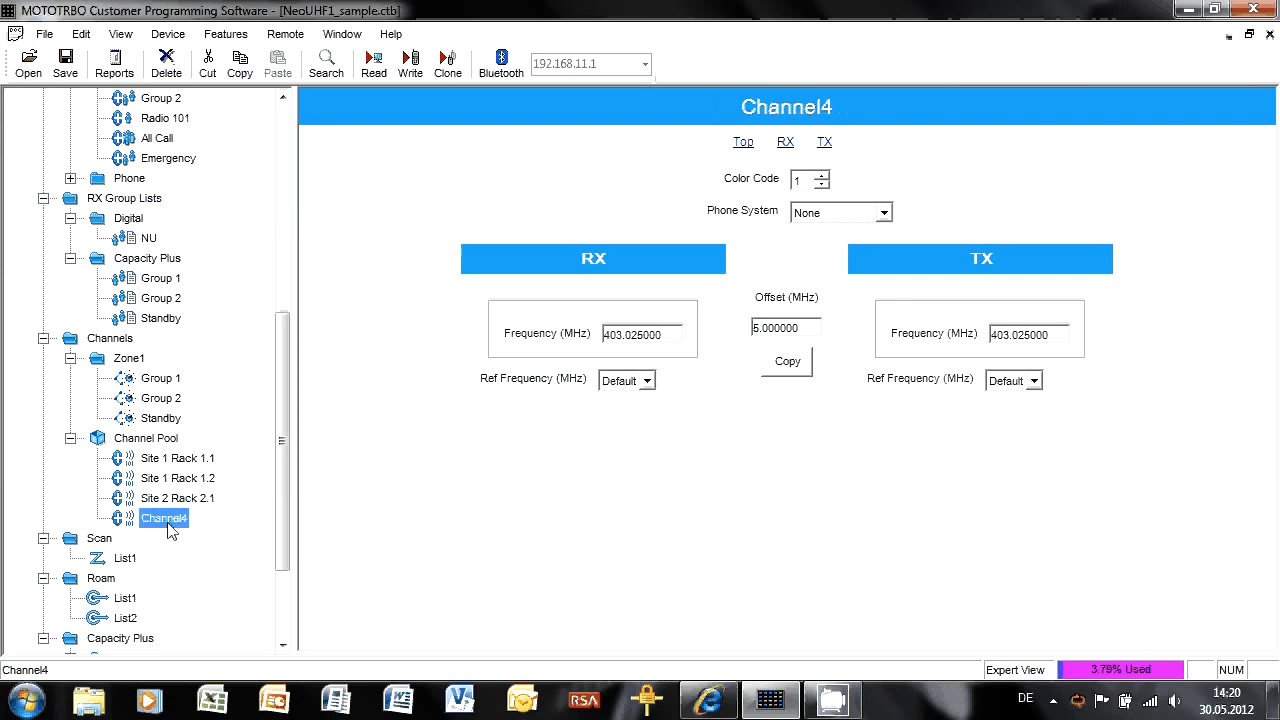 MOTOTRBO Customer Programming Software - [NeoUHF1_sample.ctb]
File Edit View Device Features Remote Window Help
Open Save Reports Delete Cut Copy Paste Search Read Write Clone Bluetooth 192.168.11.1
Group 2
Radio 101
All Call
Emergency
Phone
RX Group Lists
Digital
NU
Capacity Plus
Group 1
Group 2
Standby
Channels
Zone1
Group 1
Group 2
Standby
Channel Pool
Site 1 Rack 1.1
Site 1 Rack 1.2
Site 2 Rack 2.1
Channel4
Scan
List1
Roam
List1
List2
Capacity Plus
Channel4
Top RX TX
Color Code 1
Phone System None
RX TX
Offset (MHz)
Frequency (MHz) 403.025000 5.000000 Frequency (MHz) 403.025000
Copy
Ref Frequency (MHz) Default Ref Frequency (MHz) Default
Channel4 Expert View 3.79% Used NUM
RSA DE 14:20
30.05.2012